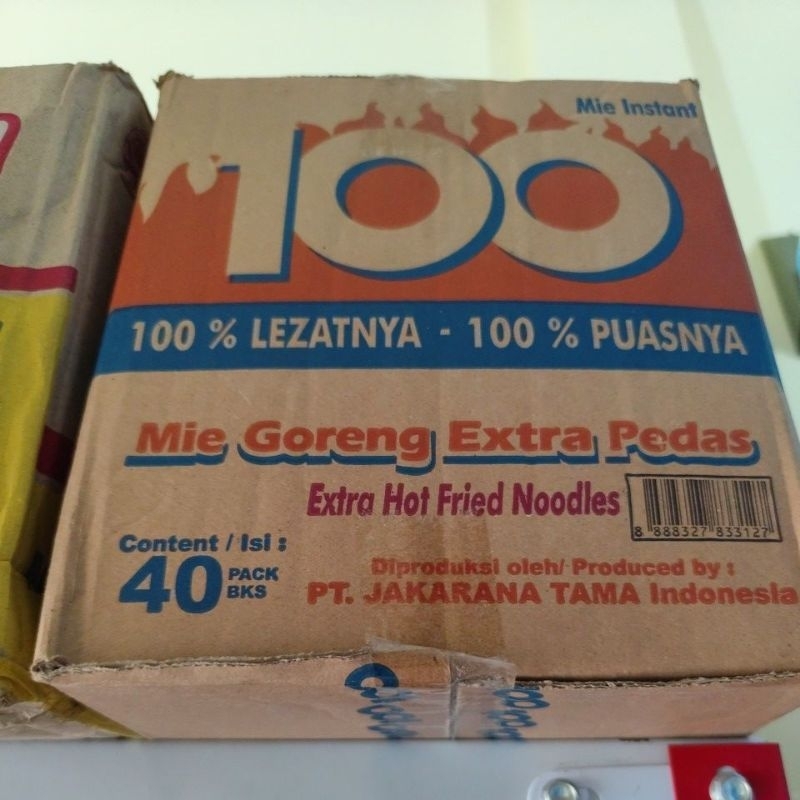 Mie Instant
100
100 % LEZATNYA - 100 % PUASNYA
Mie Goreng Extra Pedas
Extra Hot Fried Noodles
8 888327 833127
Content / Isi :
40 PACK
BKS
Diproduksi oleh/ Produced by :
PT. JAKARANA TAMA Indonesia